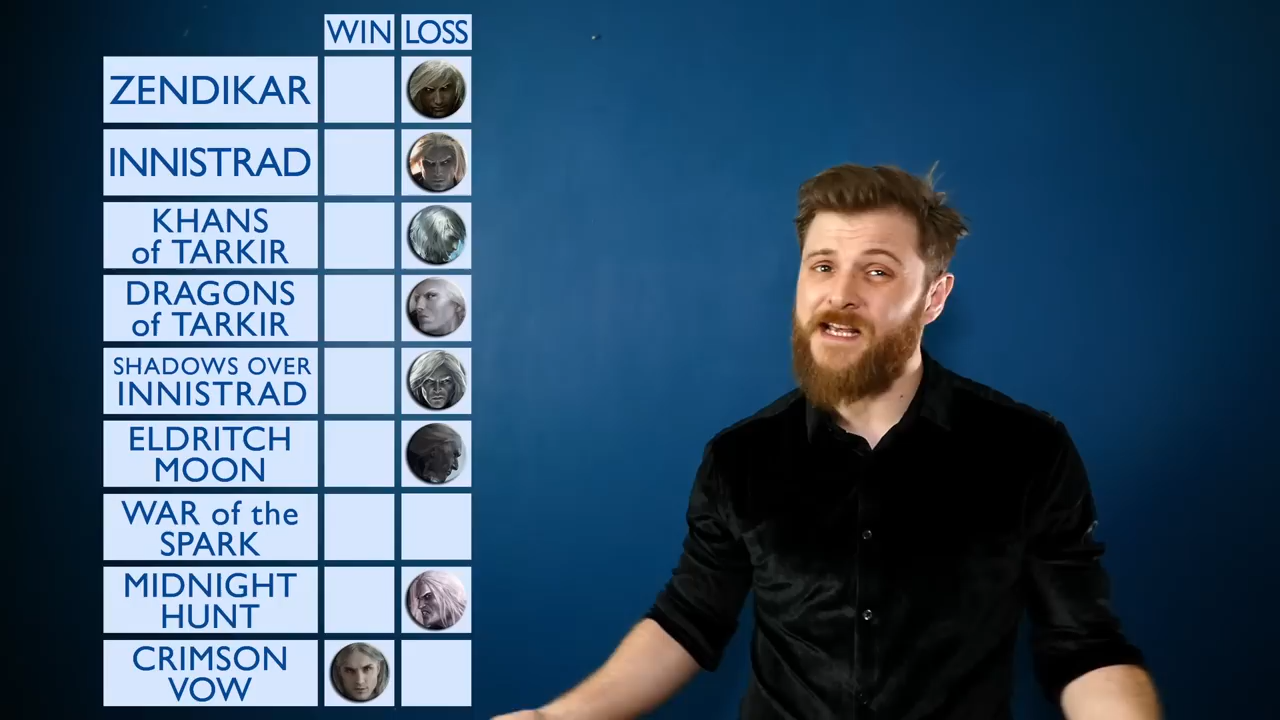 WIN LOSS
ZENDIKAR
INNISTRAD
KHANS
of TARKIR
DRAGONS
of TARKIR
SHADOWS OVER
INNISTRAD
ELDRITCH
MOON
WAR of the
SPARK
MIDNIGHT
HUNT
CRIMSON
VOW